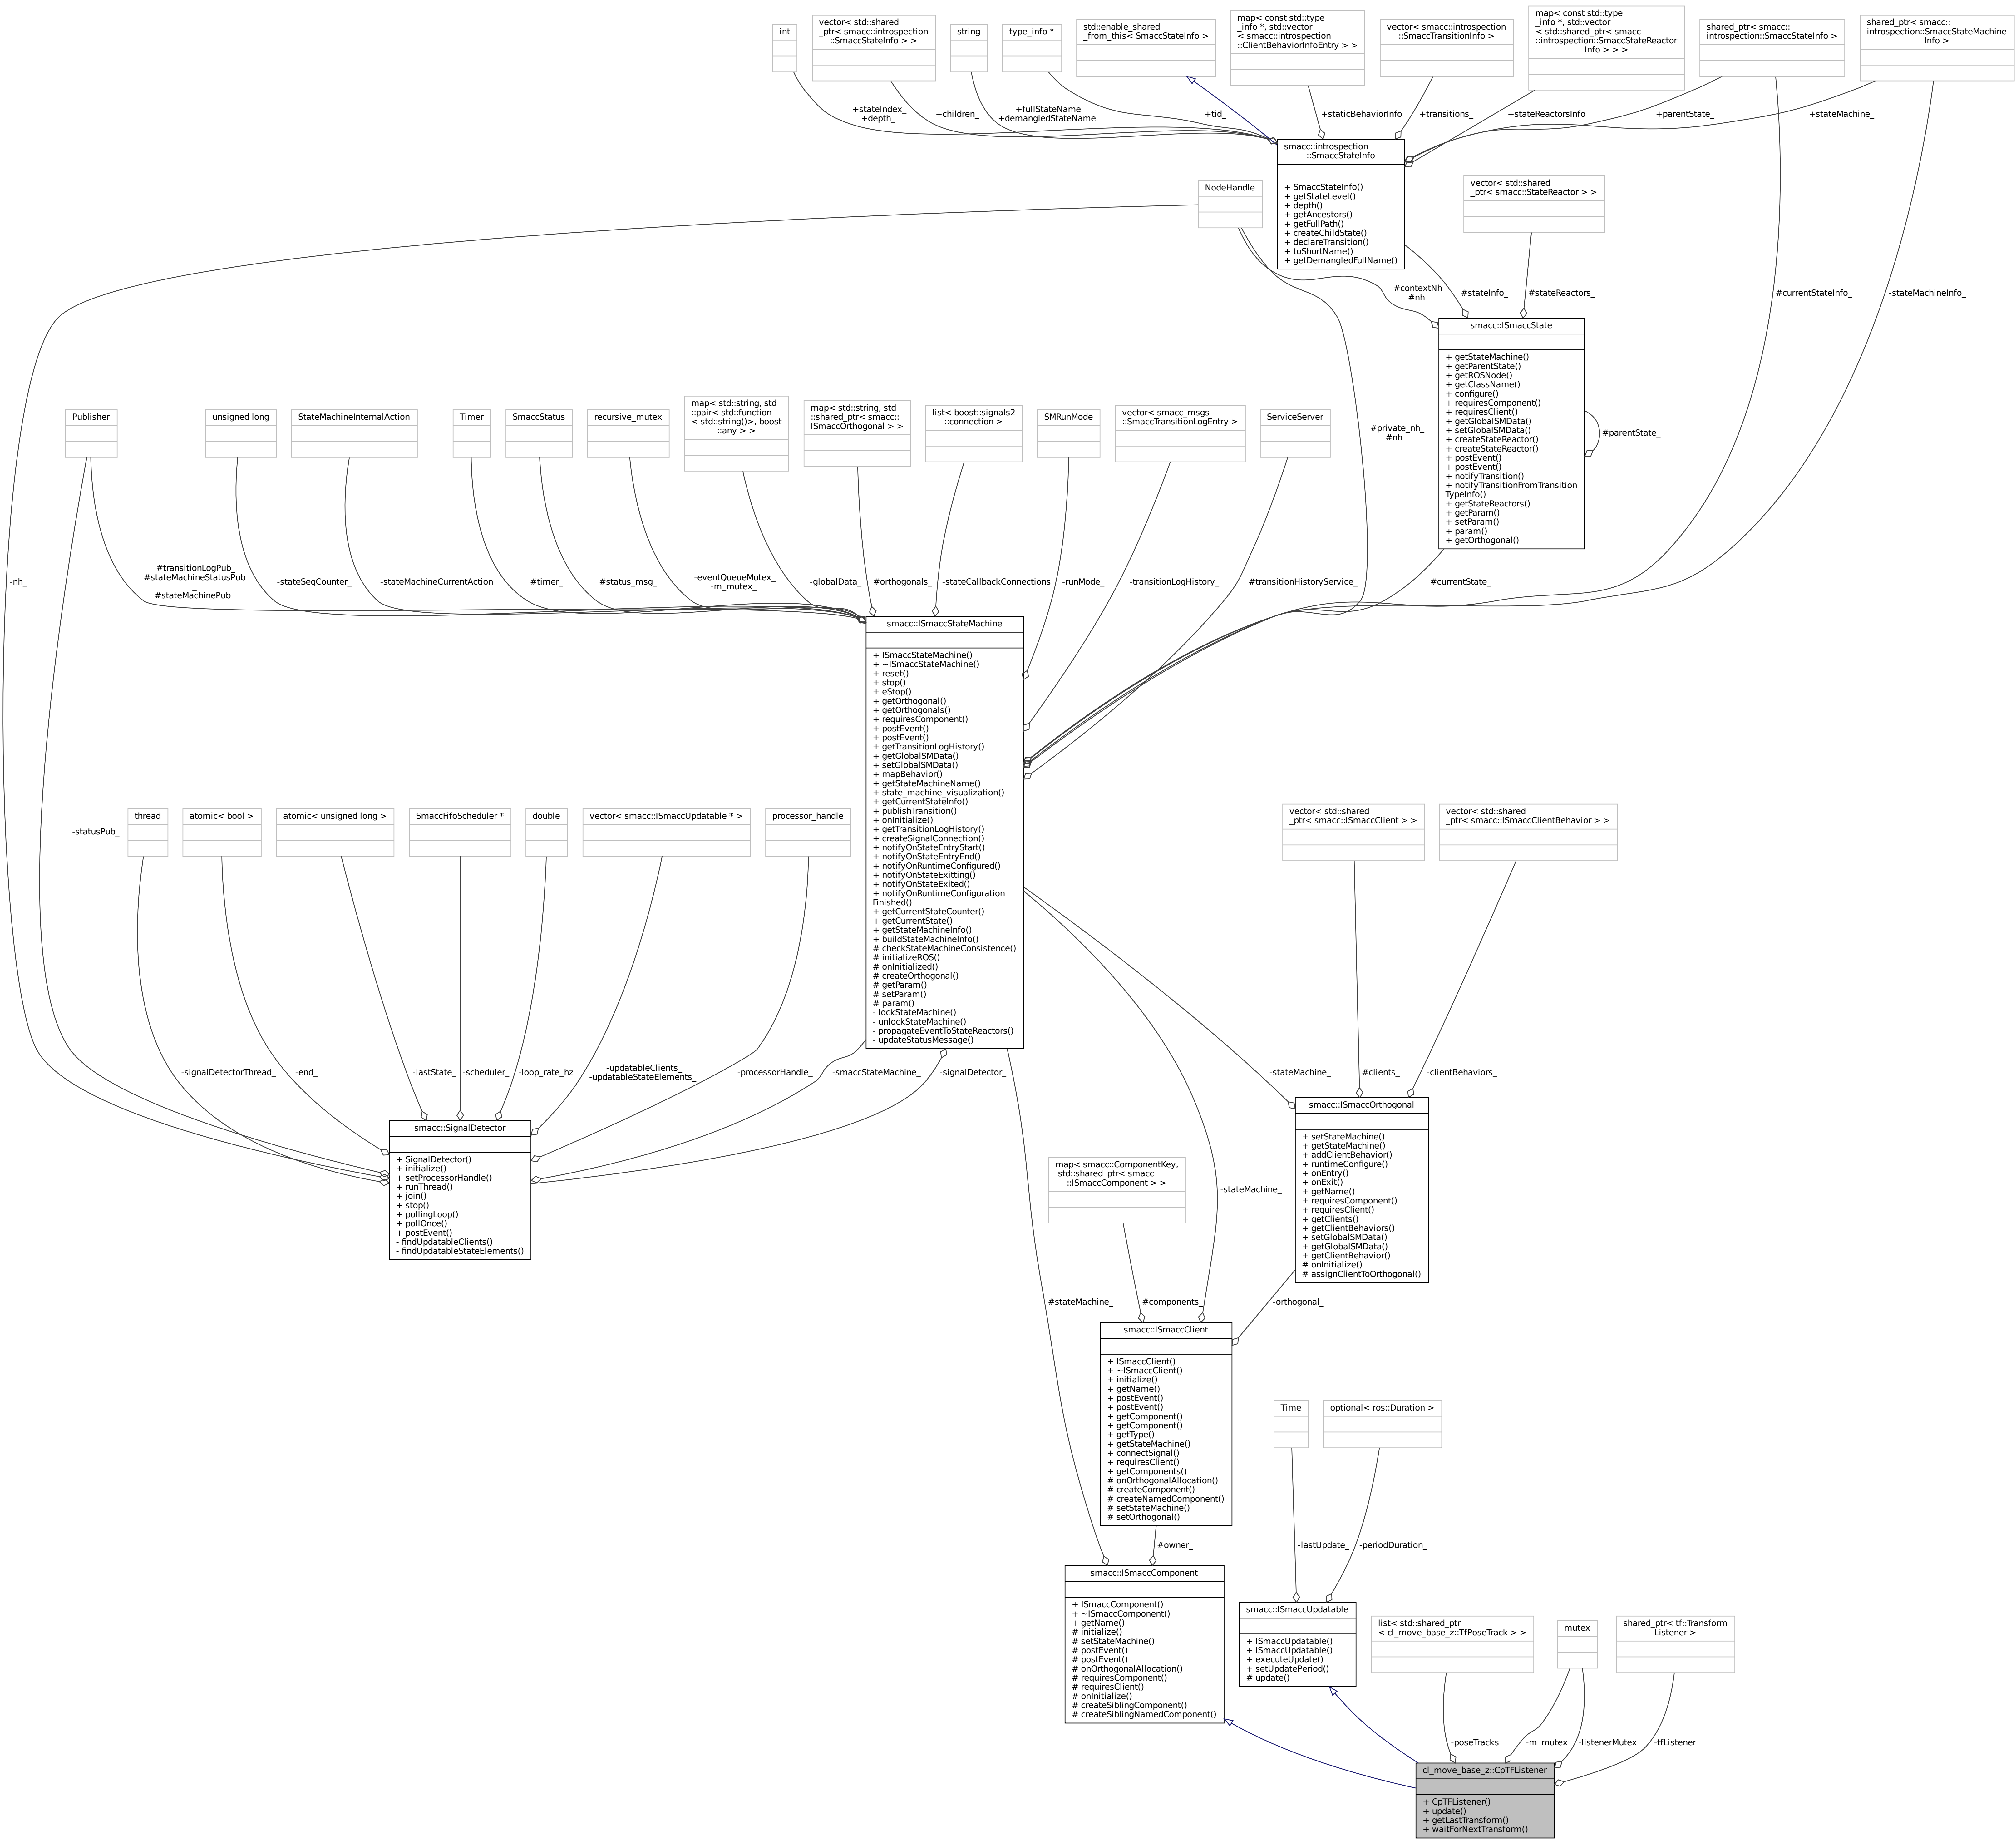 int
vector< std::shared
_ptr< smacc::introspection
::SmaccStateInfo > >
string
type_info *
std::enable_shared
_from_this< SmaccStateInfo >
map< const std::type
_info *, std::vector
< smacc::introspection
::ClientBehaviorInfoEntry > >
vector< smacc::introspection
::SmaccTransitionInfo >
map< const std::type
_info *, std::vector
< std::shared_ptr< smacc
::introspection::SmaccStateReactor
Info > > >
shared_ptr< smacc::
introspection::SmaccStateInfo >
shared_ptr< smacc::
introspection::SmaccStateMachine
Info >
+stateIndex_
+depth_
+children_
+fullStateName
+demangledStateName
+tid_
+staticBehaviorInfo
+transitions_
+stateReactorsInfo
+parentState_
+stateMachine_
smacc::introspection
::SmaccStateInfo
+ SmaccStateInfo()
+ getStateLevel()
+ depth()
+ getAncestors()
+ getFullPath()
+ createChildState()
+ declareTransition()
+ toShortName()
+ getDemangledFullName()
NodeHandle
vector< std::shared
_ptr< smacc::StateReactor > >
#contextNh
#nh
#stateInfo_
#stateReactors_
#currentStateInfo_
-stateMachineInfo_
smacc::ISmaccState
+ getStateMachine()
+ getParentState()
+ getROSNode()
+ getClassName()
+ configure()
+ requiresComponent()
+ requiresClient()
+ getGlobalSMData()
+ setGlobalSMData()
+ createStateReactor()
+ createStateReactor()
+ postEvent()
+ postEvent()
+ notifyTransition()
+ notifyTransitionFromTransition
TypeInfo()
+ getStateReactors()
+ getParam()
+ setParam()
+ param()
+ getOrthogonal()
#parentState_
Publisher
unsigned long
StateMachineInternalAction
Timer
SmaccStatus
recursive_mutex
map< std::string, std
::pair< std::function
< std::string()>, boost
::any > >
map< std::string, std
::shared_ptr< smacc::
ISmaccOrthogonal > >
list< boost::signals2
::connection >
SMRunMode
vector< smacc_msgs
::SmaccTransitionLogEntry >
ServiceServer
#private_nh_
#nh_
-nh_
#transitionLogPub_
#stateMachineStatusPub
_
#stateMachinePub_
-stateSeqCounter_
-stateMachineCurrentAction
#timer_
#status_msg_
-eventQueueMutex_
-m_mutex_
-globalData_
#orthogonals_
-stateCallbackConnections
-runMode_
-transitionLogHistory_
#transitionHistoryService_
#currentState_
smacc::ISmaccStateMachine
+ ISmaccStateMachine()
+ ~ISmaccStateMachine()
+ reset()
+ stop()
+ eStop()
+ getOrthogonal()
+ getOrthogonals()
+ requiresComponent()
+ postEvent()
+ postEvent()
+ getTransitionLogHistory()
+ getGlobalSMData()
+ setGlobalSMData()
+ mapBehavior()
+ getStateMachineName()
+ state_machine_visualization()
+ getCurrentStateInfo()
+ publishTransition()
+ onInitialize()
+ getTransitionLogHistory()
+ createSignalConnection()
+ notifyOnStateEntryStart()
+ notifyOnStateEntryEnd()
+ notifyOnRuntimeConfigured()
+ notifyOnStateExitting()
+ notifyOnStateExited()
+ notifyOnRuntimeConfiguration
Finished()
+ getCurrentStateCounter()
+ getCurrentState()
+ getStateMachineInfo()
+ buildStateMachineInfo()
# checkStateMachineConsistence()
# initializeROS()
# onInitialized()
# createOrthogonal()
# getParam()
# setParam()
# param()
- lockStateMachine()
- unlockStateMachine()
- propagateEventToStateReactors()
- updateStatusMessage()
-statusPub_
thread
atomic< bool >
atomic< unsigned long >
SmaccFifoScheduler *
double
vector< smacc::ISmaccUpdatable * >
processor_handle
vector< std::shared
_ptr< smacc::ISmaccClient > >
vector< std::shared
_ptr< smacc::ISmaccClientBehavior > >
-signalDetectorThread_
-end_
-lastState_
-scheduler_
-loop_rate_hz
-updatableClients_
-updatableStateElements_
-processorHandle_
-smaccStateMachine_
-signalDetector_
-stateMachine_
#clients_
-clientBehaviors_
smacc::SignalDetector
+ SignalDetector()
+ initialize()
+ setProcessorHandle()
+ runThread()
+ join()
+ stop()
+ pollingLoop()
+ pollOnce()
+ postEvent()
- findUpdatableClients()
- findUpdatableStateElements()
smacc::ISmaccOrthogonal
+ setStateMachine()
+ getStateMachine()
+ addClientBehavior()
+ runtimeConfigure()
+ onEntry()
+ onExit()
+ getName()
+ requiresComponent()
+ requiresClient()
+ getClients()
+ getClientBehaviors()
+ setGlobalSMData()
+ getGlobalSMData()
+ getClientBehavior()
# onInitialize()
# assignClientToOrthogonal()
map< smacc::ComponentKey,
std::shared_ptr< smacc
::ISmaccComponent > >
-stateMachine_
#stateMachine_
#components_
-orthogonal_
smacc::ISmaccClient
+ ISmaccClient()
+ ~ISmaccClient()
+ initialize()
+ getName()
+ postEvent()
+ postEvent()
+ getComponent()
+ getComponent()
+ getType()
+ getStateMachine()
+ connectSignal()
+ requiresClient()
+ getComponents()
# onOrthogonalAllocation()
# createComponent()
# createNamedComponent()
# setStateMachine()
# setOrthogonal()
Time
optional< ros::Duration >
#owner_
-lastUpdate_
-periodDuration_
smacc::ISmaccComponent
+ ISmaccComponent()
+ ~ISmaccComponent()
+ getName()
# initialize()
# setStateMachine()
# postEvent()
# postEvent()
# onOrthogonalAllocation()
# requiresComponent()
# requiresClient()
# onInitialize()
# createSiblingComponent()
# createSiblingNamedComponent()
smacc::ISmaccUpdatable
+ ISmaccUpdatable()
+ ISmaccUpdatable()
+ executeUpdate()
+ setUpdatePeriod()
# update()
list< std::shared_ptr
< cl_move_base_z::TfPoseTrack > >
mutex
shared_ptr< tf::Transform
Listener >
-poseTracks_
-m_mutex_
-listenerMutex_
-tfListener_
cl_move_base_z::CpTFListener
+ CpTFListener()
+ update()
+ getLastTransform()
+ waitForNextTransform()